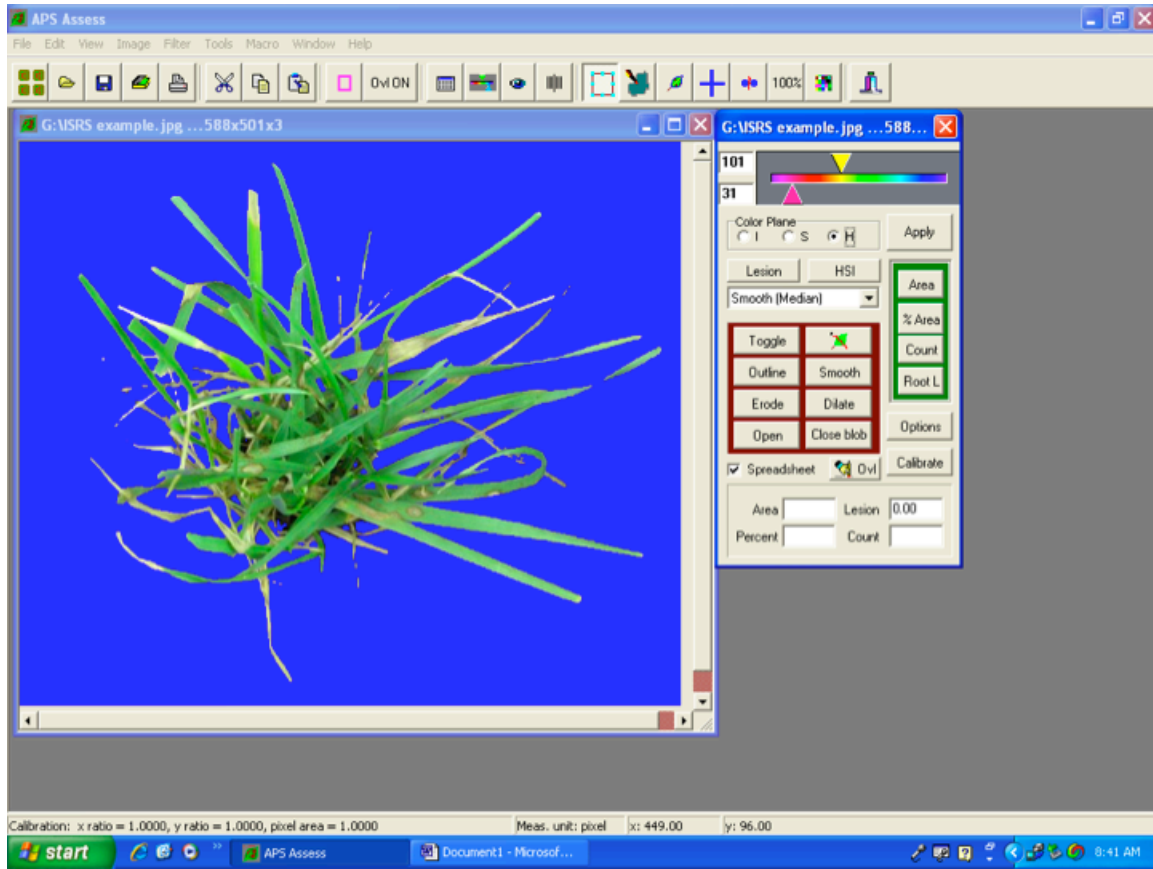 APS Assess
File Edit View Image Filter Tools Macro Window Help
Ovl ON
100%
G:\ISRS example.jpg ...588x501x3
G:\ISRS example.jpg ...588...
101
31
Color Plane
I S H
Apply
Lesion HSI
Smooth (Median)
Area
% Area
Count
Root L
Toggle
Outline Smooth
Erode Dilate
Open Close blob
Options
Calibrate
Spreadsheet Ovl
Area Lesion 0.00
Percent Count
Calibration: x ratio = 1.0000, y ratio = 1.0000, pixel area = 1.0000 Meas. unit: pixel x: 449.00 y: 96.00
start APS Assess Document1 - Microsof... 8:41 AM